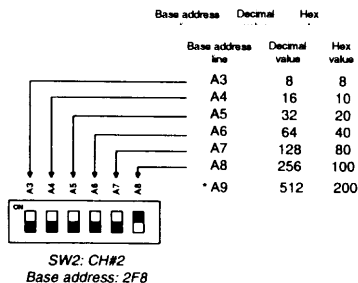 Base address Decimal Hex
Base address Decimal Hex
line value value
A3 8 8
A4 16 10
A5 32 20
A6 64 40
A7 128 80
A8 256 100
* A9 512 200
A3 A4 A5 A6 A7 A8
ON
SW2: CH#2
Base address: 2F8